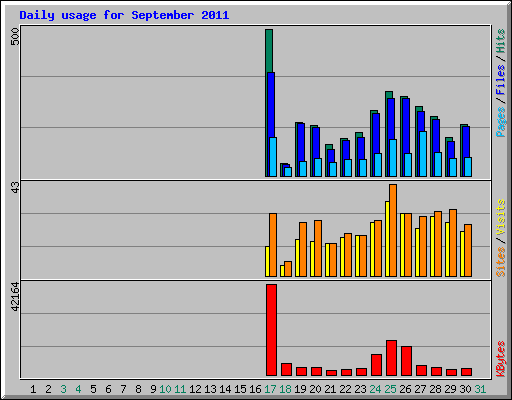 Daily usage for September 2011
500
Pages / Files / Hits
43
Sites / Visits
42164
KBytes
1 2 3 4 5 6 7 8 9 10 11 12 13 14 15 16 17 18 19 20 21 22 23 24 25 26 27 28 29 30 31